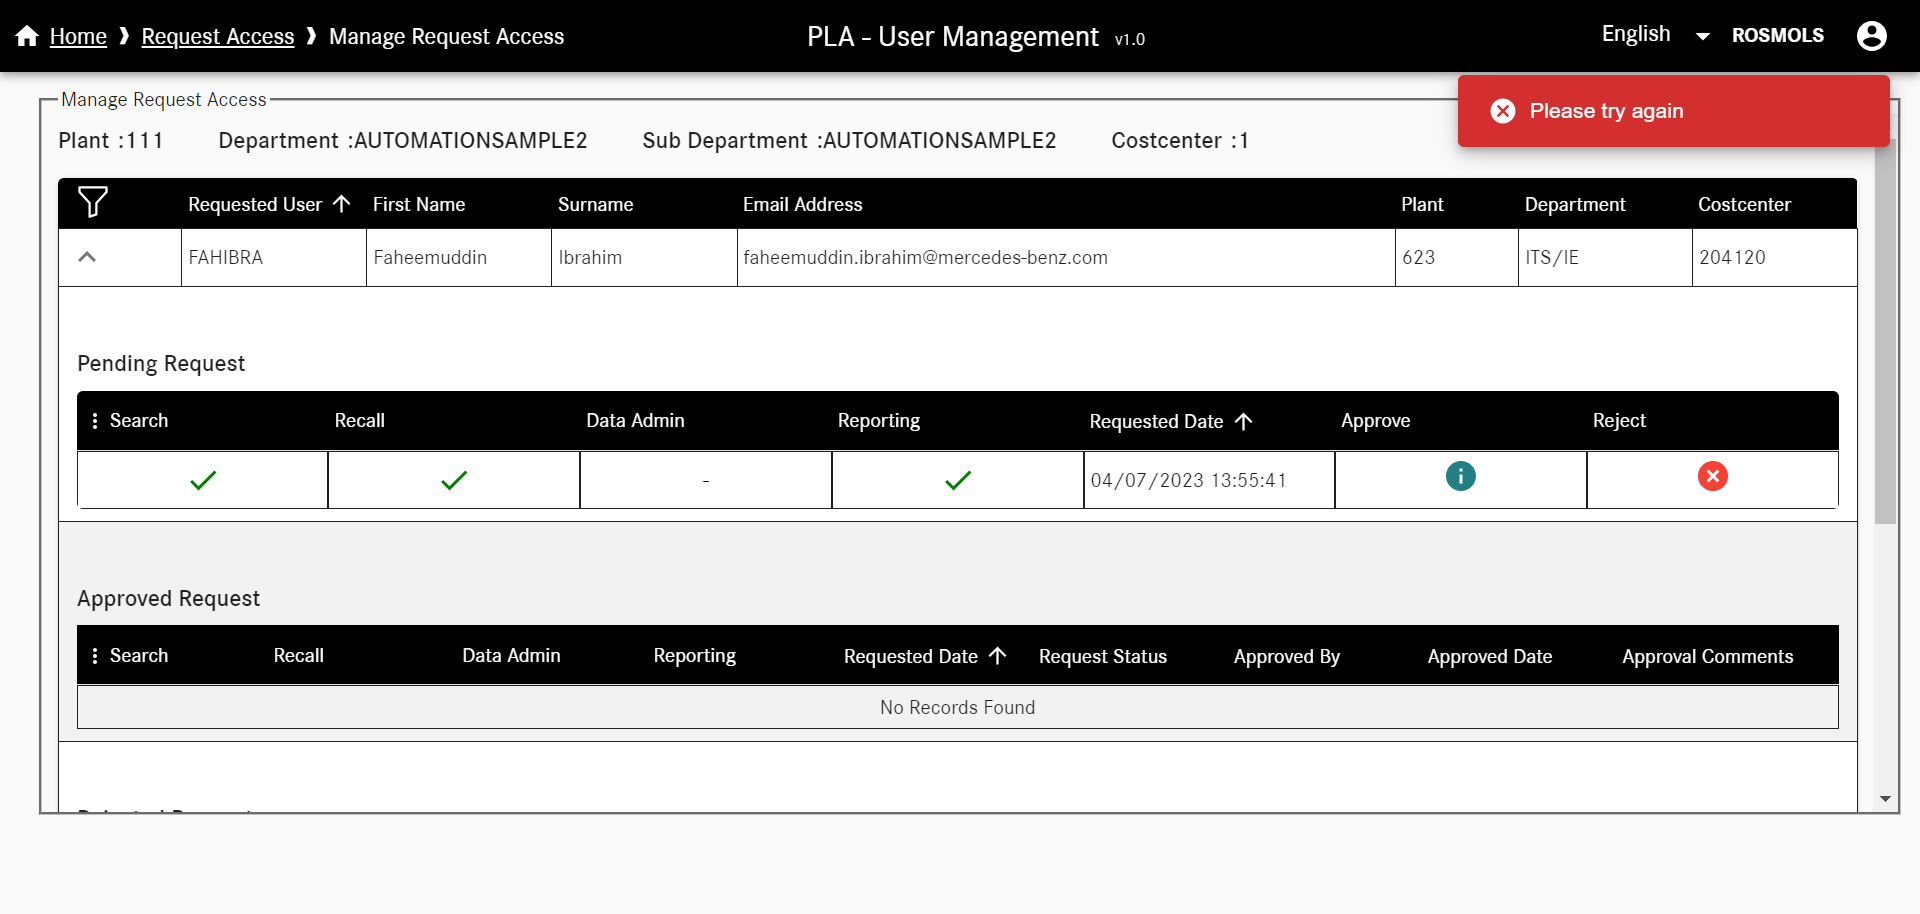 Home ❱ Request Access ❱ Manage Request Access
PLA - User Management v1.0
English
ROSMOLS
Please try again
Manage Request Access
Plant :111 Department :AUTOMATIONSAMPLE2 Sub Department :AUTOMATIONSAMPLE2 Costcenter :1
Requested User First Name Surname Email Address Plant Department Costcenter
FAHIBRA Faheemuddin Ibrahim faheemuddin.ibrahim@mercedes-benz.com 623 ITS/IE 204120
Pending Request
Search Recall Data Admin Reporting Requested Date Approve Reject
- 04/07/2023 13:55:41
Approved Request
Search Recall Data Admin Reporting Requested Date Request Status Approved By Approved Date Approval Comments
No Records Found